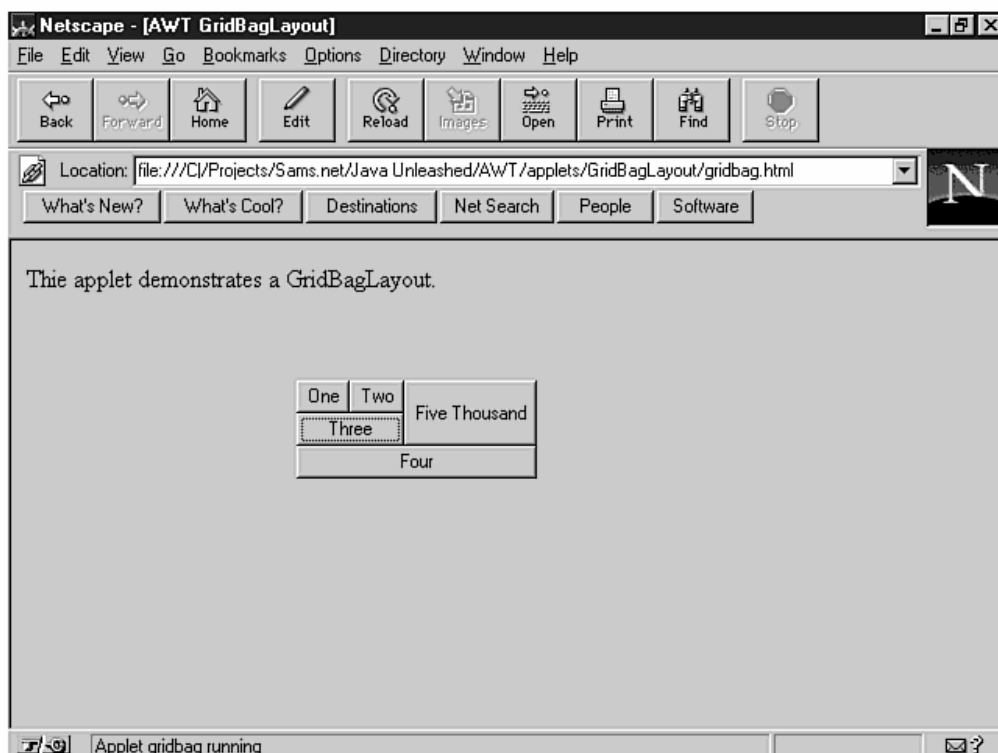 Netscape - [AWT GridBagLayout]
File Edit View Go Bookmarks Options Directory Window Help
Back Forward Home Edit Reload Images Open Print Find Stop
Location: file:///C|/Projects/Sams.net/Java Unleashed/AWT/applets/GridBagLayout/gridbag.html
N
What's New? What's Cool? Destinations Net Search People Software
Thie applet demonstrates a GridBagLayout.
One Two
Five Thousand
Three
Four
Applet gridbag running
?